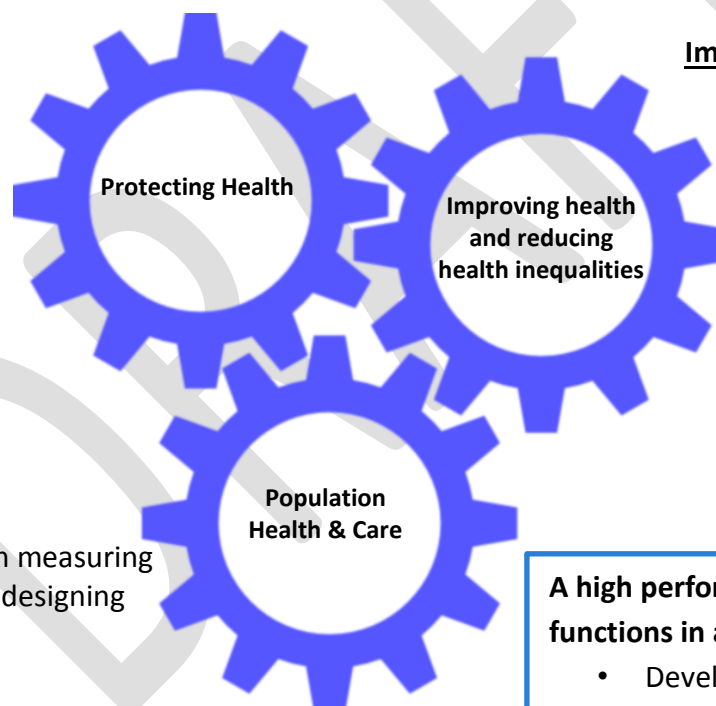 Im
Protecting Health
Improving health
and reducing
health inequalities
Population
Health & Care
measuring
designing
A high perfor
functions in a
• Devel